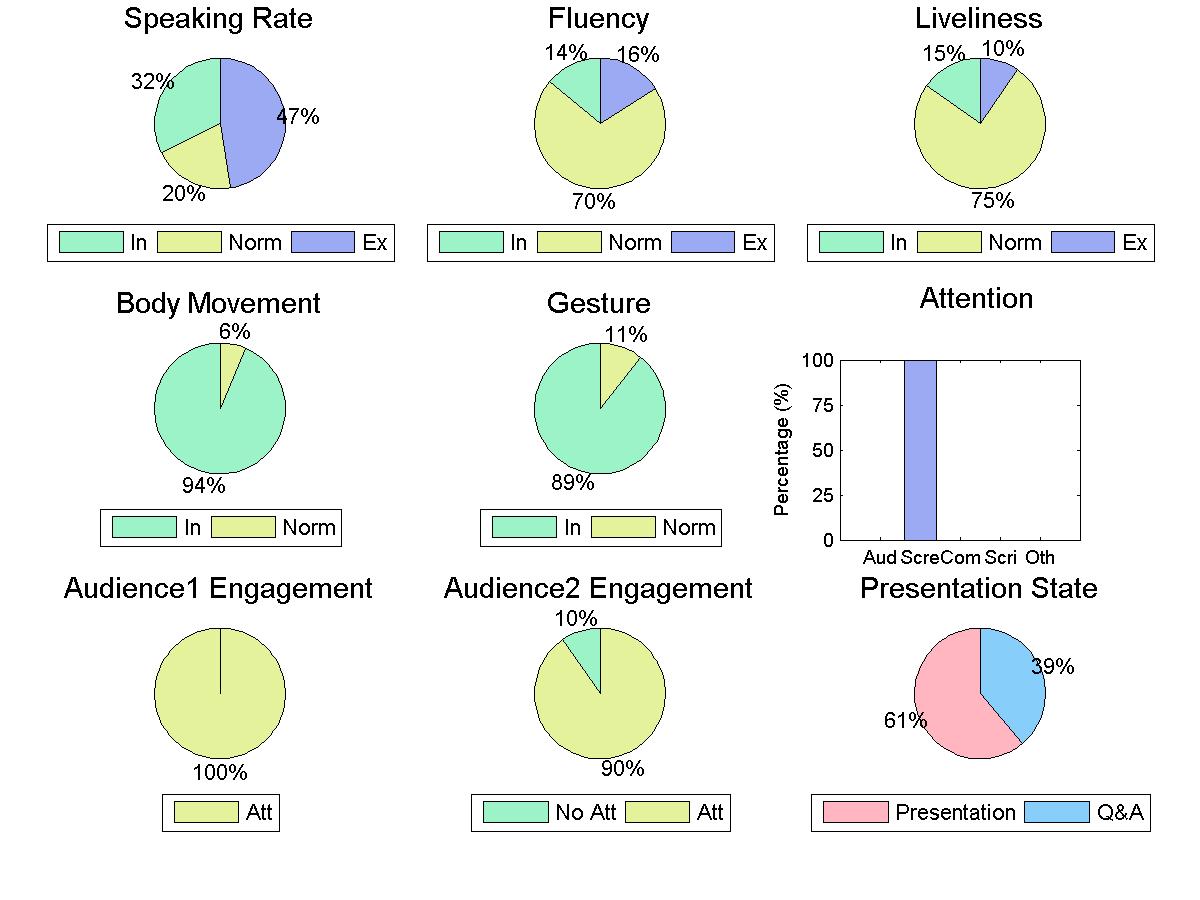 Speaking Rate
32%
47%
20%
In Norm Ex
Fluency
14% 16%
70%
In Norm Ex
Liveliness
15% 10%
75%
In Norm Ex
Body Movement
6%
94%
In Norm
Gesture
11%
89%
In Norm
Attention
Percentage (%)
100
75
50
25
0
Aud Scre Com Scri Oth
Audience1 Engagement
100%
Att
Audience2 Engagement
10%
90%
No Att Att
Presentation State
39%
61%
Presentation Q&A